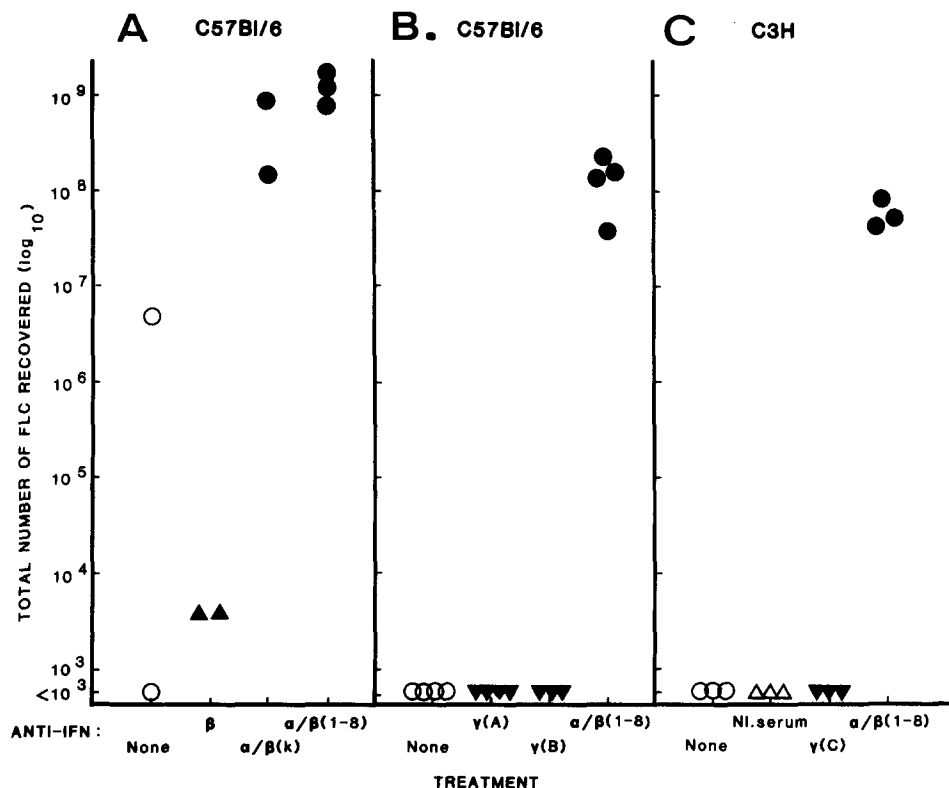 A C57Bl/6
B. C57Bl/6
C C3H
TOTAL NUMBER OF FLC RECOVERED (log 10)
10 9
10 8
10 7
10 6
10 5
10 4
10 3
<10 3
ANTI-IFN :
None
β
α/β(k)
α/β(1-8)
None
γ(A)
γ(B)
α/β(1-8)
None
Nl.serum
γ(C)
α/β(1-8)
TREATMENT